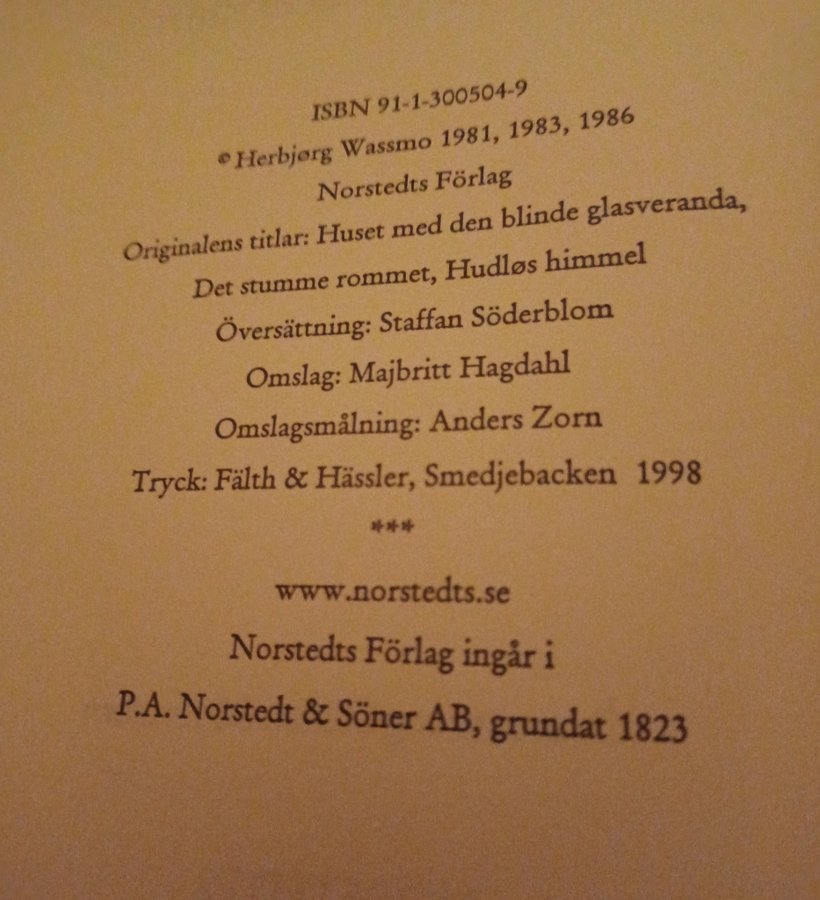 ISBN 91-1-300504-9
© Herbjørg Wassmo 1981, 1983, 1986
Norstedts Förlag
Originalens titlar: Huset med den blinde glasveranda,
Det stumme rommet, Hudløs himmel
Översättning: Staffan Söderblom
Omslag: Majbritt Hagdahl
Omslagsmålning: Anders Zorn
Tryck: Fälth & Hässler, Smedjebacken 1998
***
www.norstedts.se
Norstedts Förlag ingår i
P.A. Norstedt & Söner AB, grundat 1823